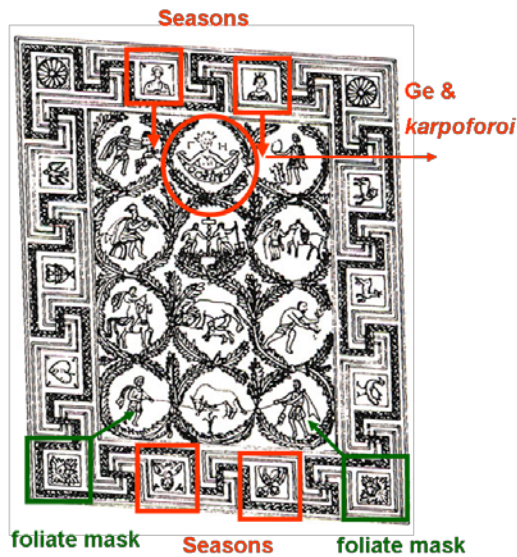 Seasons
Ge &
karpoforoi
Γ Η
foliate mask
Seasons
foliate mask